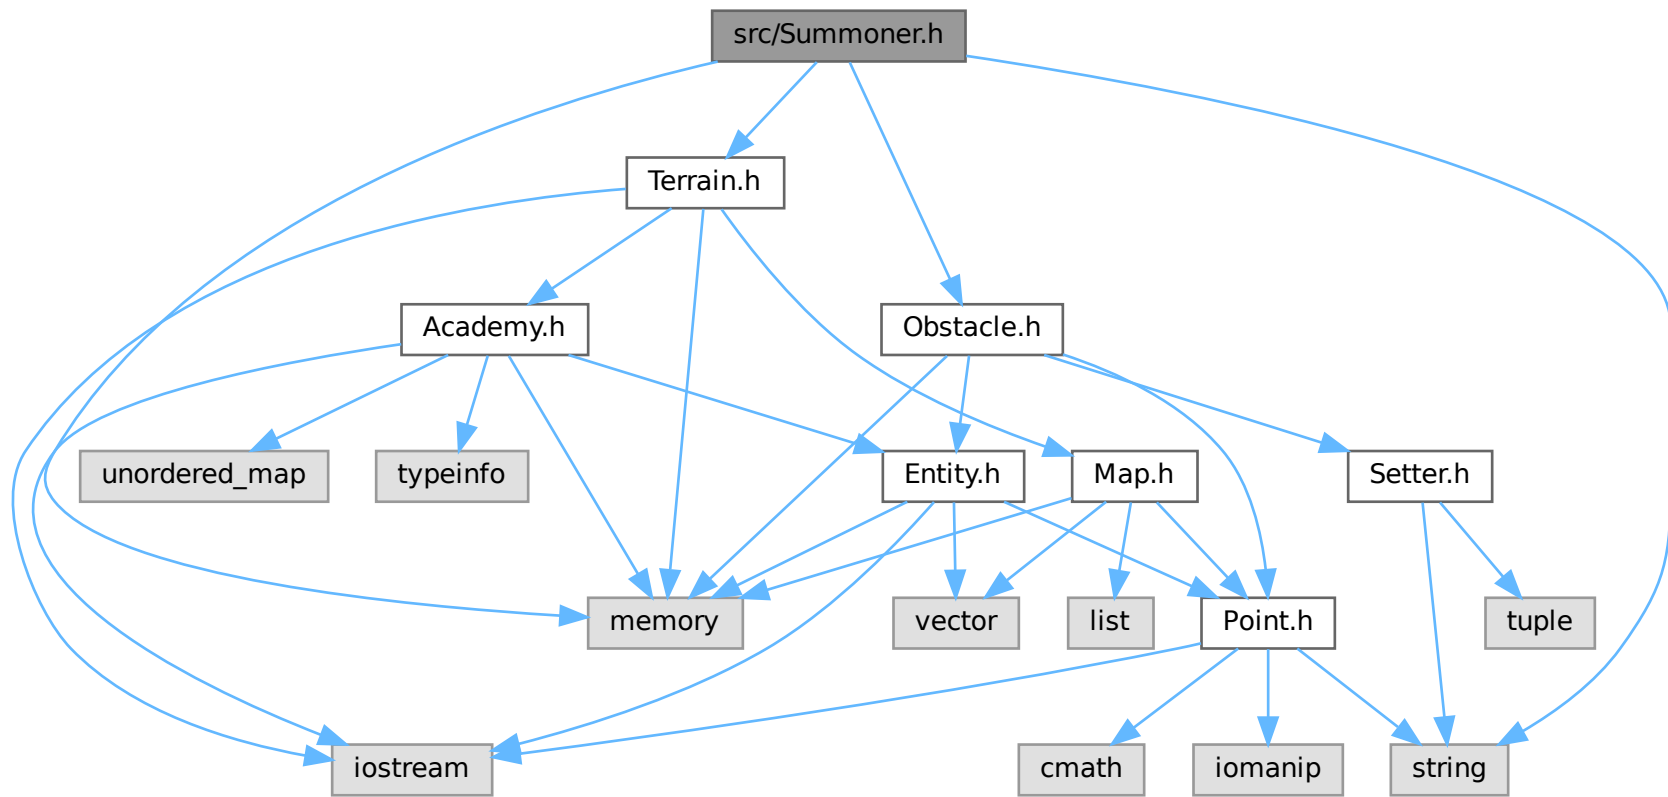 src/Summoner.h
Terrain.h
Academy.h
Obstacle.h
unordered_map
typeinfo
Entity.h
Map.h
Setter.h
memory
vector
list
Point.h
tuple
iostream
cmath
iomanip
string